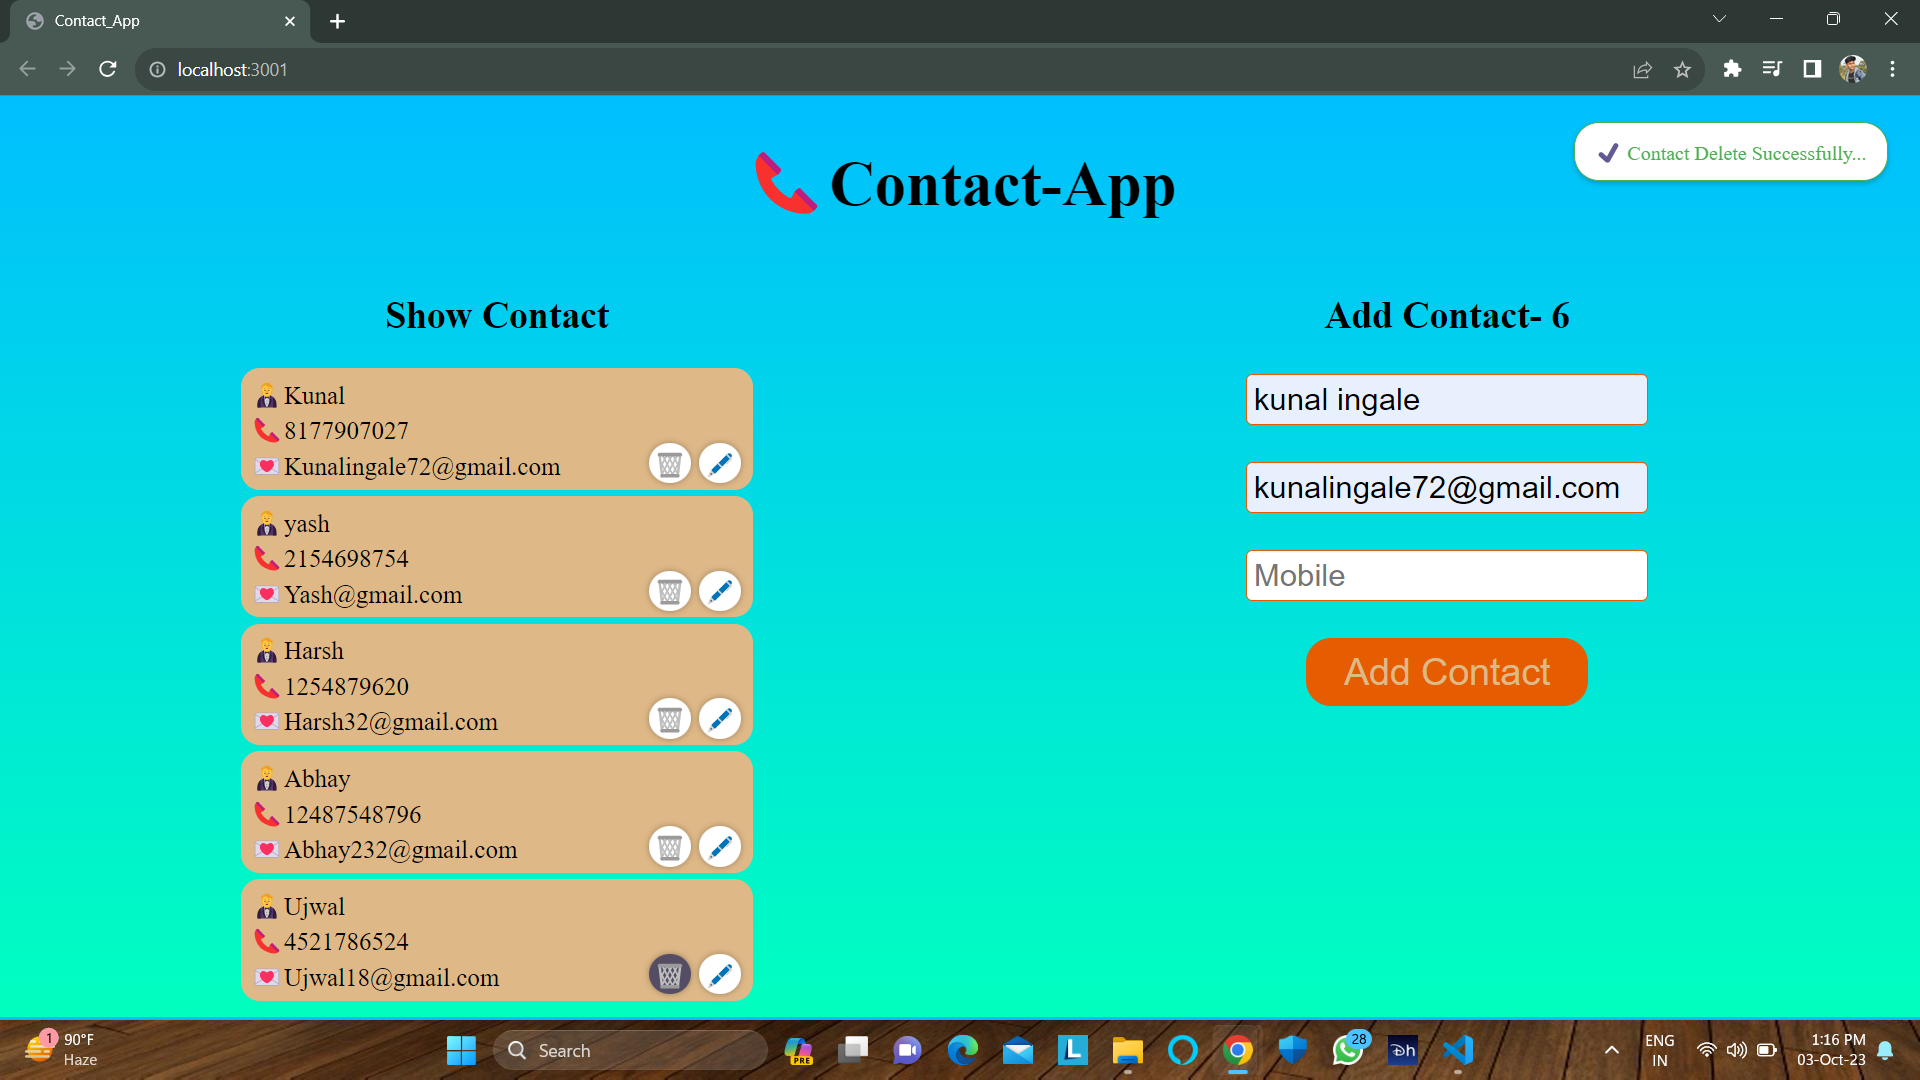 Contact_App
localhost:3001
Contact Delete Successfully...
Contact-App
Show Contact
Kunal
8177907027
Kunalingale72@gmail.com
yash
2154698754
Yash@gmail.com
Harsh
1254879620
Harsh32@gmail.com
Abhay
12487548796
Abhay232@gmail.com
Ujwal
4521786524
Ujwal18@gmail.com
Add Contact- 6
kunal ingale
kunalingale72@gmail.com
Mobile
Add Contact
1
90°F
Haze
Search
PRE
L
28
Dh
ENG
IN
1:16 PM
03-Oct-23